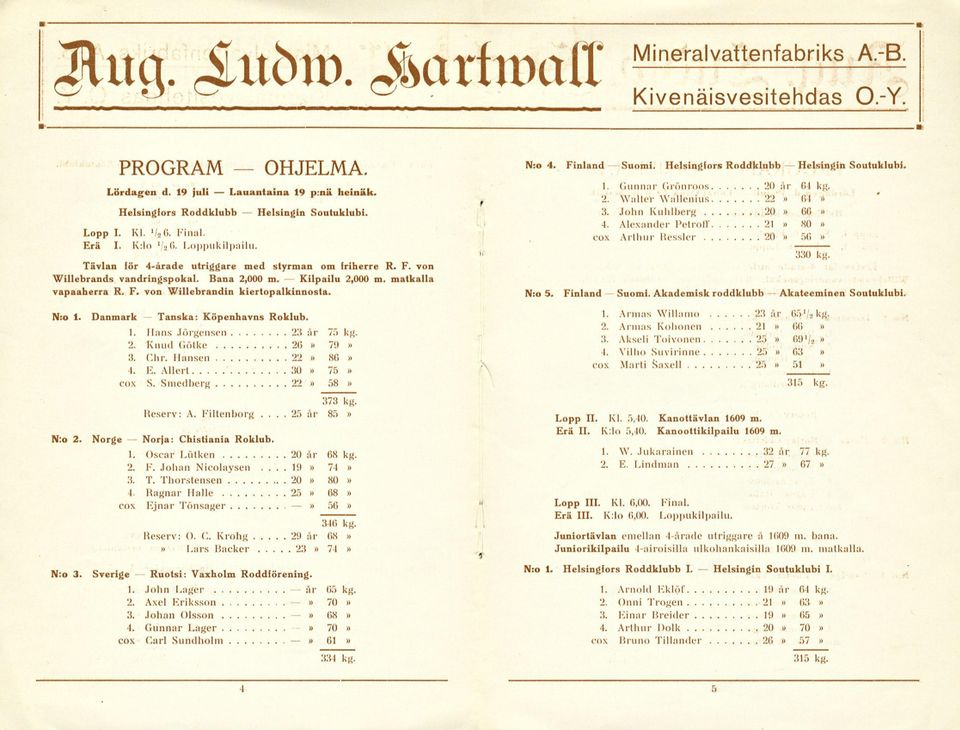 Aug. Ludw. Hartwall
Mineralvattenfabriks A.-B.
Kivenäisvesitehdas O.-Y.
PROGRAM — OHJELMA.
Lördagen d. 19 juli — Lauantaina 19 p:nä heinäk.
Helsingfors Roddklubb — Helsingin Soutuklubi.
Lopp I. Kl. 1/2 6. Final.
Erä I. K:lo 1/2 6. Loppukilpailu.
Tävlan för 4-årade utriggare med styrman om friherre R. F. von
Willebrands vandringspokal. Bana 2,000 m. — Kilpailu 2,000 m. matkalla
vapaaherra R. F. von Willebrandin kiertopalkinnosta.
N:o 1. Danmark — Tanska: Köpenhavns Roklub.
1. Hans Jörgensen . . . . . . . . 23 år 75 kg.
2. Knud Götke . . . . . . . . . . 26 » 79 »
3. Chr. Hansen . . . . . . . . . . 22 » 86 »
4. E. Allert . . . . . . . . . . . . . 30 » 75 »
cox S. Smedberg . . . . . . . . . . 22 » 58 »
373 kg.
Reserv: A. Filtenborg . . . . 25 år 85 »
N:o 2. Norge — Norja: Chistiania Roklub.
1. Oscar Lütken . . . . . . . . . 20 år 68 kg.
2. F. Johan Nicolaysen . . . . 19 » 74 »
3. T. Thorstensen . . . . . . . . 20 » 80 »
4. Ragnar Halle . . . . . . . . . 25 » 68 »
cox Ejnar Tönsager . . . . . . . . — » 56 »
346 kg.
Reserv: O. C. Krohg . . . . . 29 år 68 »
» Lars Backer . . . . . 23 » 74 »
N:o 3. Sverige — Ruotsi: Vaxholm Roddförening.
1. John Lager . . . . . . . . . . — år 65 kg.
2. Axel Eriksson . . . . . . . . . — » 70 »
3. Johan Olsson . . . . . . . . . — » 68 »
4. Gunnar Lager . . . . . . . . . — » 70 »
cox Carl Sundholm . . . . . . . . — » 61 »
334 kg.
4
N:o 4. Finland — Suomi. Helsingfors Roddklubb — Helsingin Soutuklubi.
1. Gunnar Grönroos . . . . . . . 20 år 64 kg.
2. Walter Wallenius . . . . . . . 22 » 64 »
3. John Kuhlberg . . . . . . . . 20 » 66 »
4. Alexander Petroff . . . . . . . 21 » 80 »
cox Arthur Ressler . . . . . . . . 20 » 56 »
330 kg.
N:o 5. Finland — Suomi. Akademisk roddklubb — Akateeminen Soutuklubi.
1. Armas Willamo . . . . . . 23 år 65 1/2 kg.
2. Armas Kohonen . . . . . . 21 » 66 »
3. Akseli Toivonen . . . . . . . 25 » 69 1/2 »
4. Vilho Suvirinne . . . . . . . 25 » 63 »
cox Marti Saxell . . . . . . . . . 25 » 51 »
315 kg.
Lopp II. Kl. 5,40. Kanottävlan 1609 m.
Erä II. K:lo 5,40. Kanoottikilpailu 1609 m.
1. W. Jukarainen . . . . . . . . 32 år 77 kg.
2. E. Lindman . . . . . . . . . . 27 » 67 »
Lopp III. Kl. 6,00. Final.
Erä III. K:lo 6,00. Loppukilpailu.
Juniortävlan emellan 4-årade utriggare å 1609 m. bana.
Juniorikilpailu 4-airoisilla ulkohankaisilla 1609 m. matkalla.
N:o 1. Helsingfors Roddklubb I. — Helsingin Soutuklubi I.
1. Arnold Eklöf . . . . . . . . . . 19 år 64 kg.
2. Onni Trogen . . . . . . . . . . 21 » 63 »
3. Einar Breider . . . . . . . . . 19 » 65 »
4. Arthur Dolk . . . . . . . . . . 20 » 70 »
cox Bruno Tillander . . . . . . . 26 » 57 »
315 kg.
5